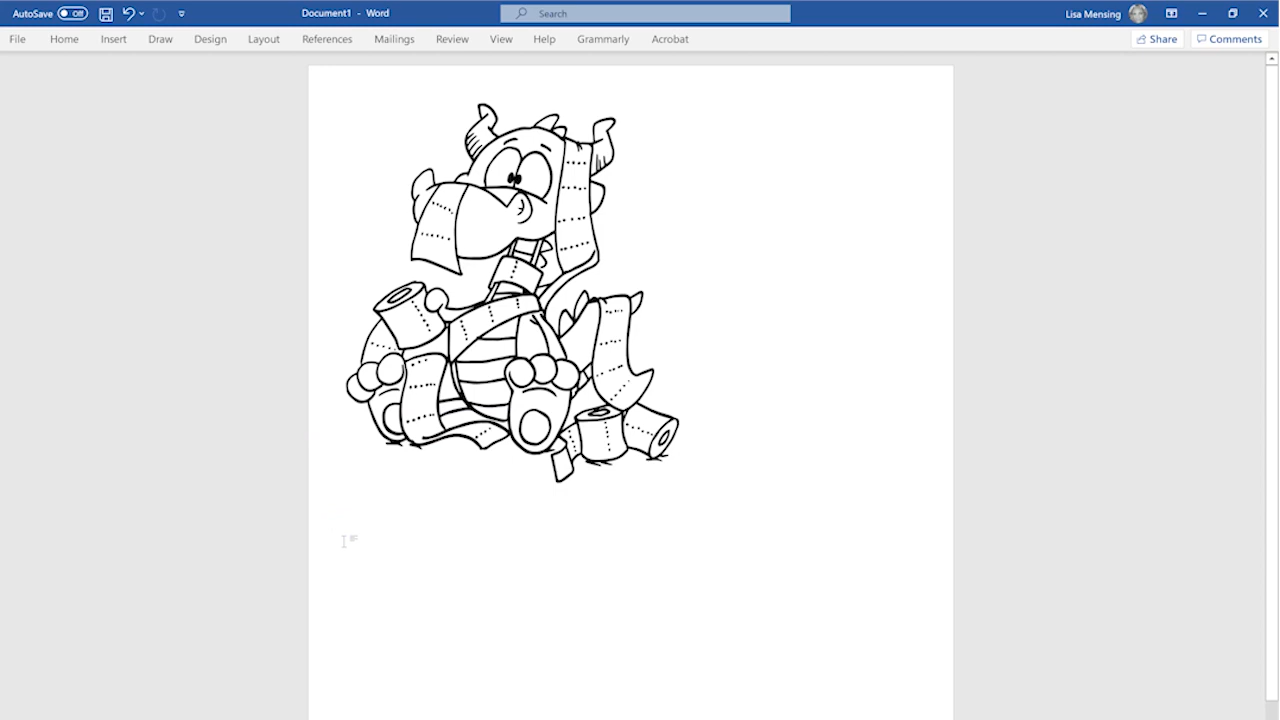 AutoSave Off Document1 - Word Search Lisa Mensing
File Home Insert Draw Design Layout References Mailings Review View Help Grammarly Acrobat Share Comments